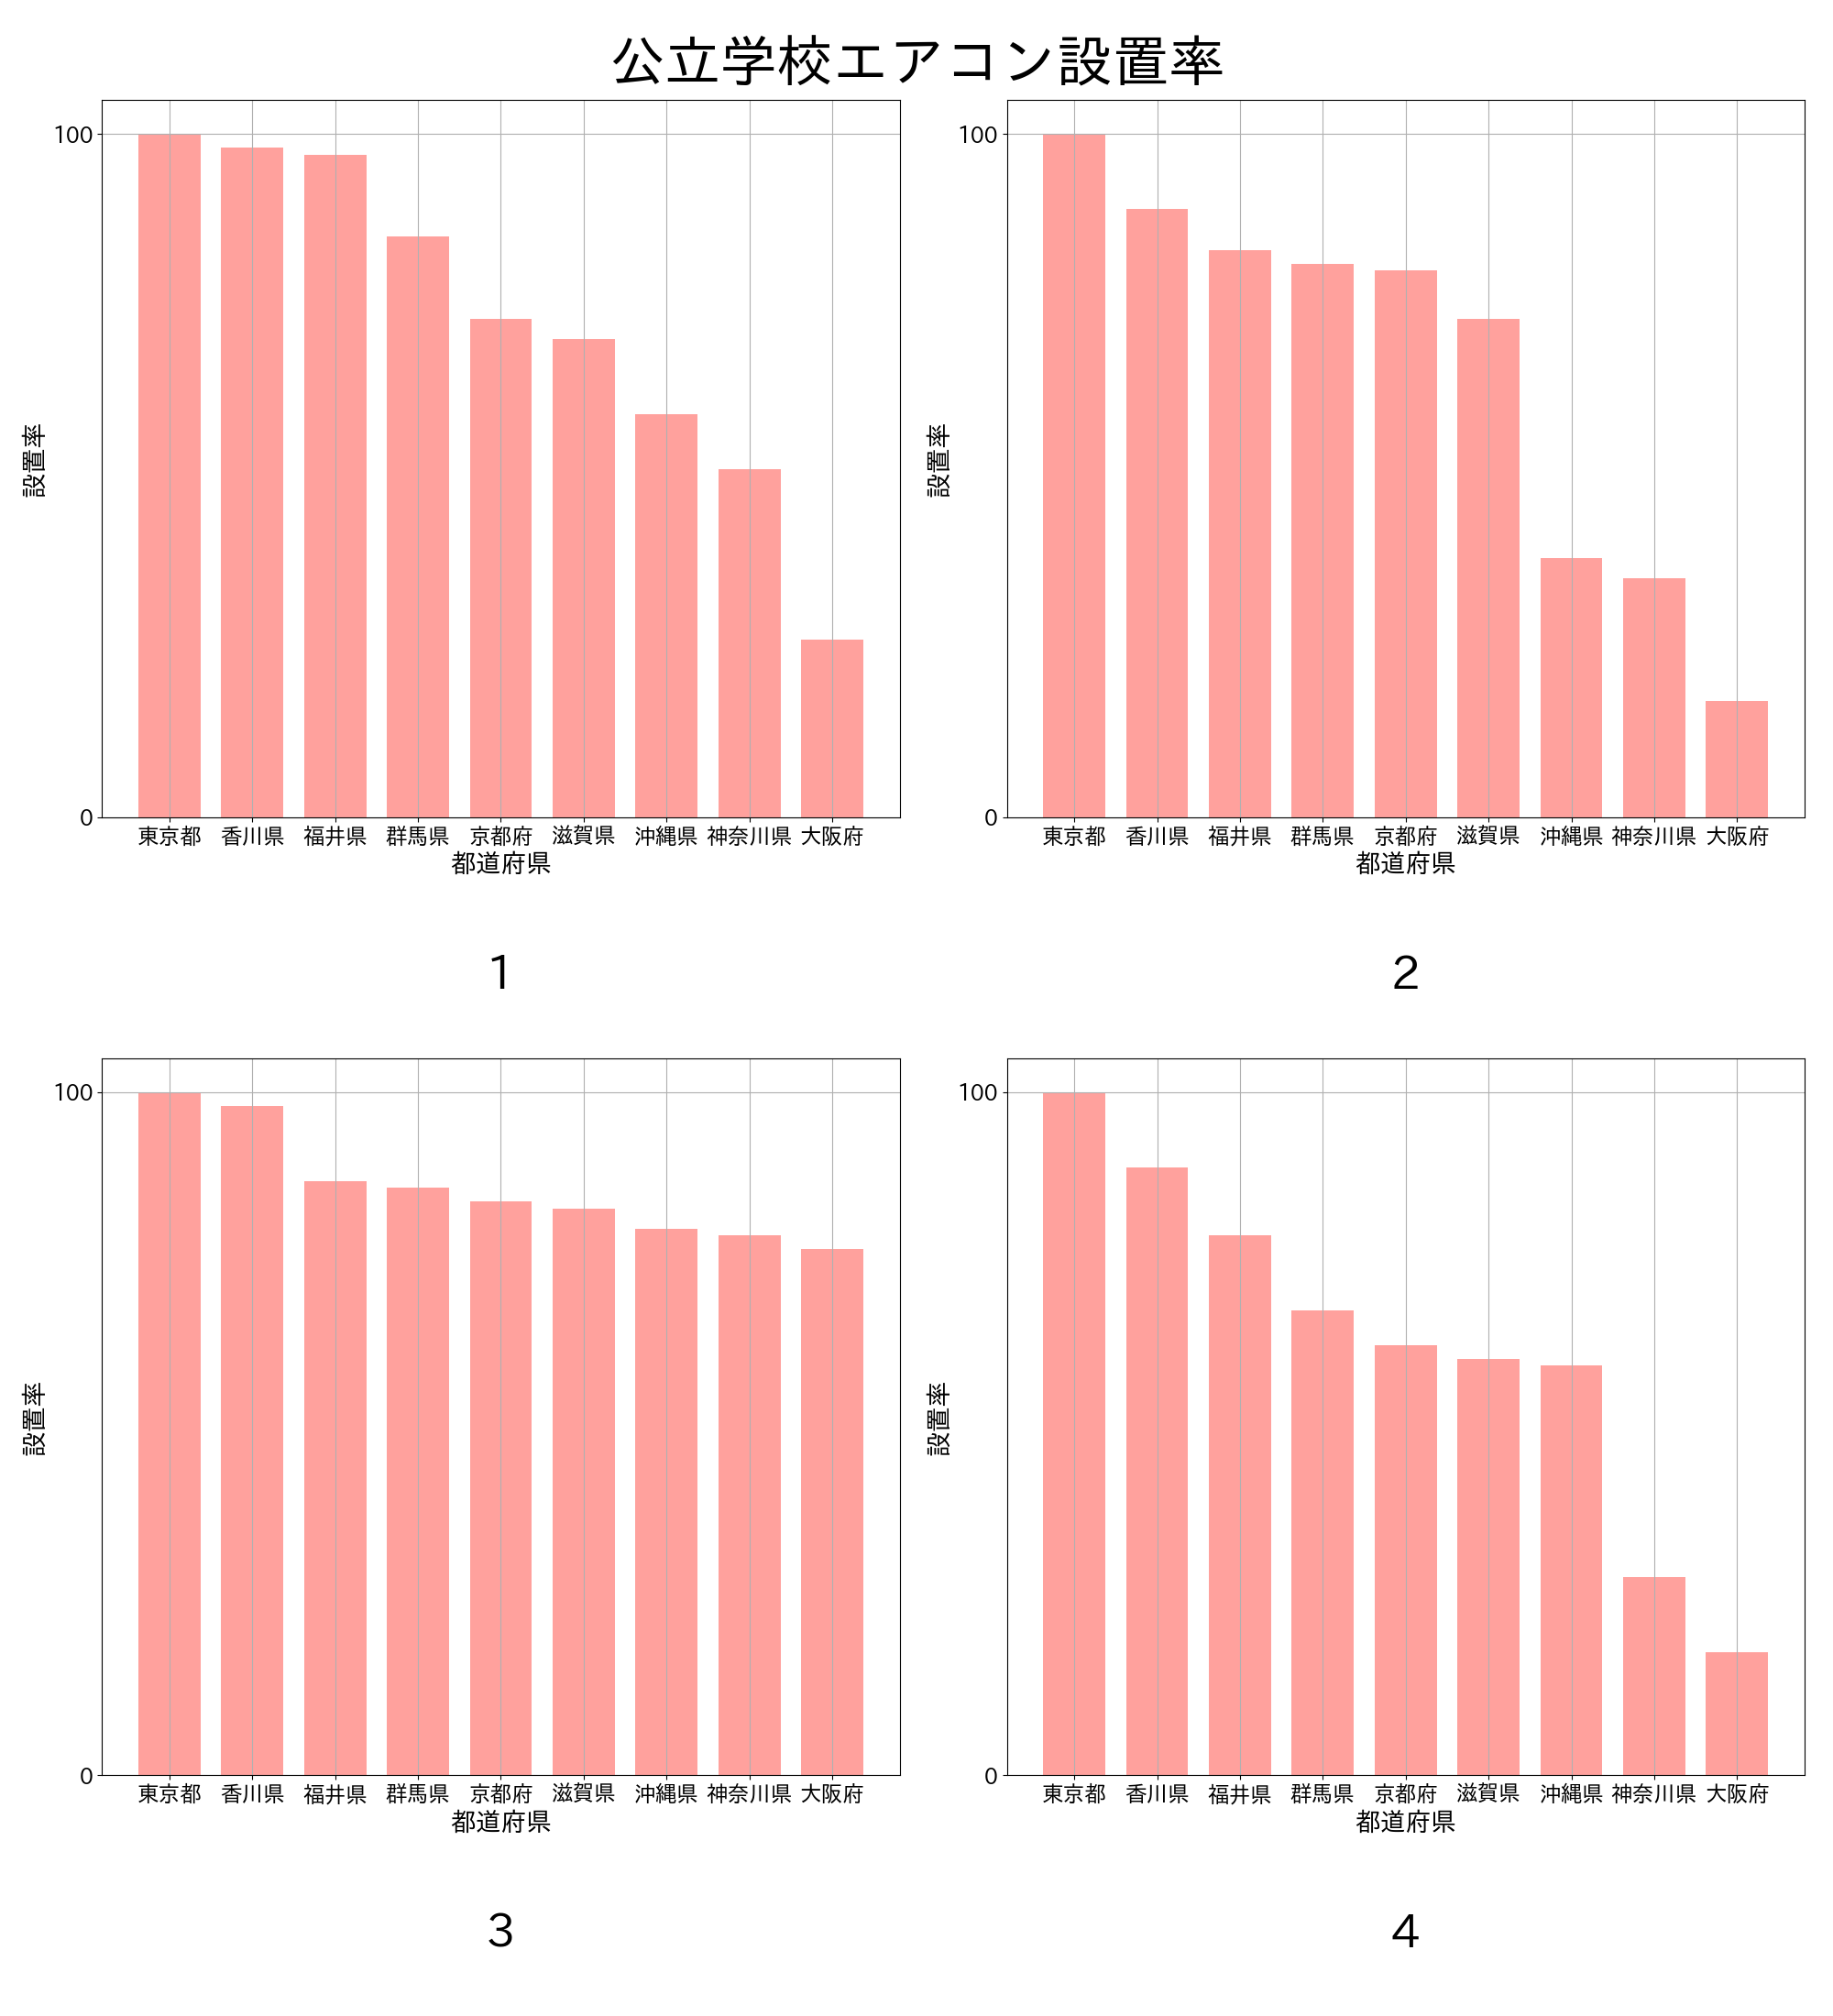 公立学校エアコン設置率
100
0
設置率
東京都 香川県 福井県 群馬県 京都府 滋賀県 沖縄県 神奈川県 大阪府
都道府県
1
100
0
設置率
東京都 香川県 福井県 群馬県 京都府 滋賀県 沖縄県 神奈川県 大阪府
都道府県
2
100
0
設置率
東京都 香川県 福井県 群馬県 京都府 滋賀県 沖縄県 神奈川県 大阪府
都道府県
3
100
0
設置率
東京都 香川県 福井県 群馬県 京都府 滋賀県 沖縄県 神奈川県 大阪府
都道府県
4